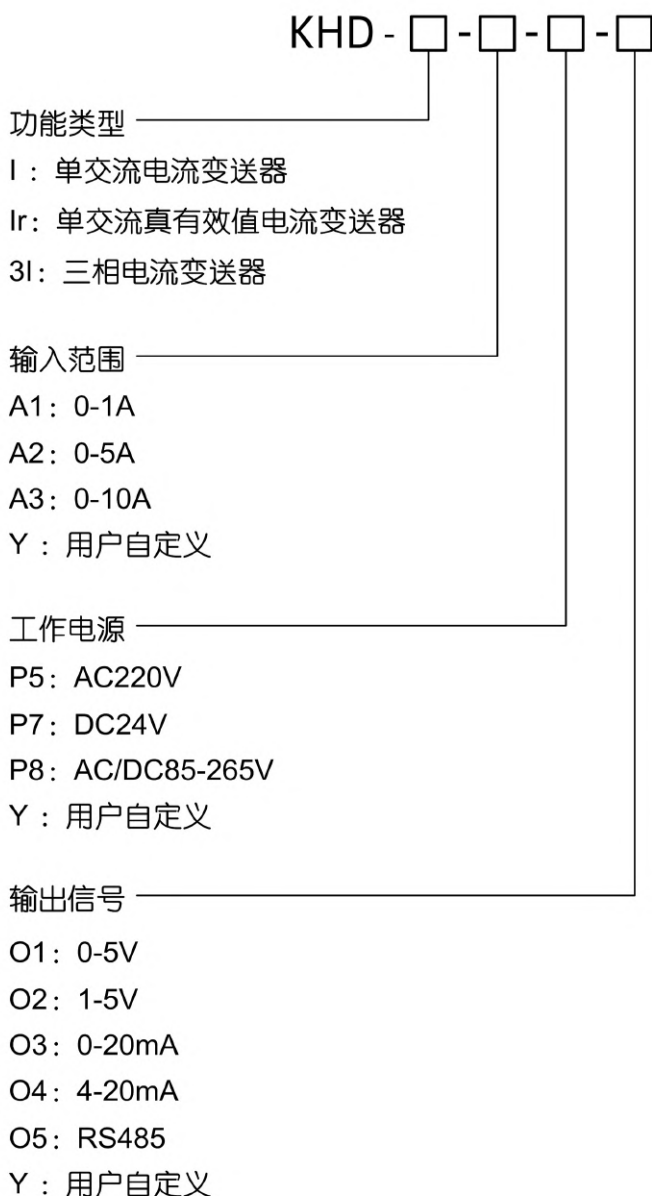 KHD - □ - □ - □ - □
功能类型
I : 单交流电流变送器
Ir: 单交流真有效值电流变送器
3I: 三相电流变送器
输入范围
A1: 0-1A
A2: 0-5A
A3: 0-10A
Y : 用户自定义
工作电源
P5: AC220V
P7: DC24V
P8: AC/DC85-265V
Y : 用户自定义
输出信号
O1: 0-5V
O2: 1-5V
O3: 0-20mA
O4: 4-20mA
O5: RS485
Y : 用户自定义